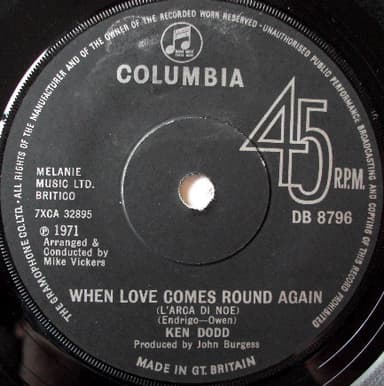 ALL RIGHTS OF THE MANUFACTURER AND OF THE OWNER OF THE RECORDED WORK RESERVED · UNAUTHORISED PUBLIC PERFORMANCE BROADCASTING AND COPYING OF THIS RECORD PROHIBITED
THE GRAMOPHONE CO. LTD.
COLUMBIA
45
R.P.M.
MELANIE
MUSIC LTD.
BRITICO
7XCA 32895
DB 8796
℗ 1971
Arranged &
Conducted by
Mike Vickers
WHEN LOVE COMES ROUND AGAIN
(L'ARCA DI NOE)
(Endrigo—Owen)
KEN DODD
Produced by John Burgess
MADE IN GT. BRITAIN